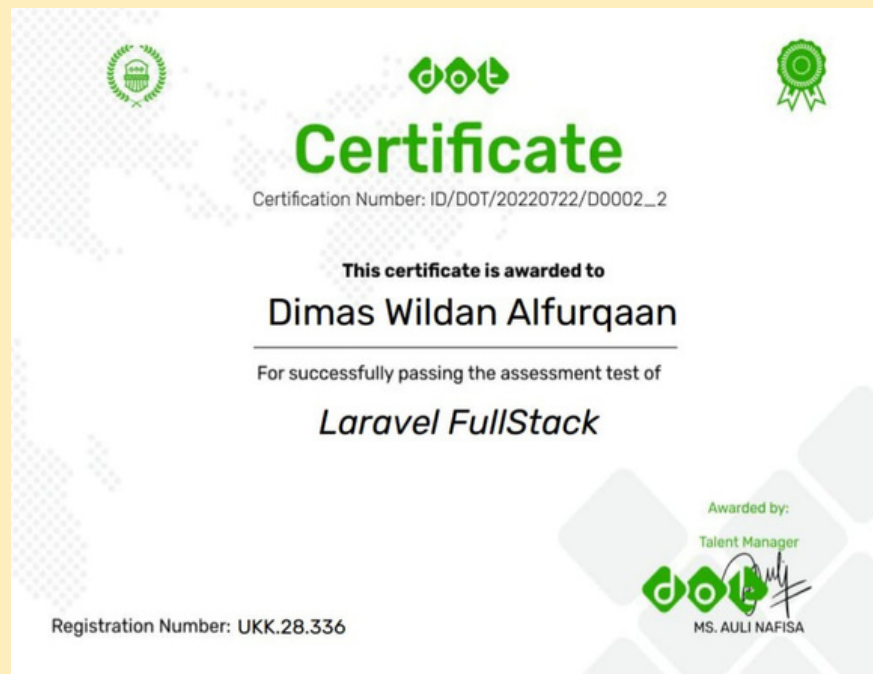 dot
Certificate
Certification Number: ID/DOT/20220722/D0002_2
This certificate is awarded to
Dimas Wildan Alfurqaan
For successfully passing the assessment test of
Laravel FullStack
Awarded by:
Talent Manager
dot
MS. AULI NAFISA
Registration Number: UKK.28.336